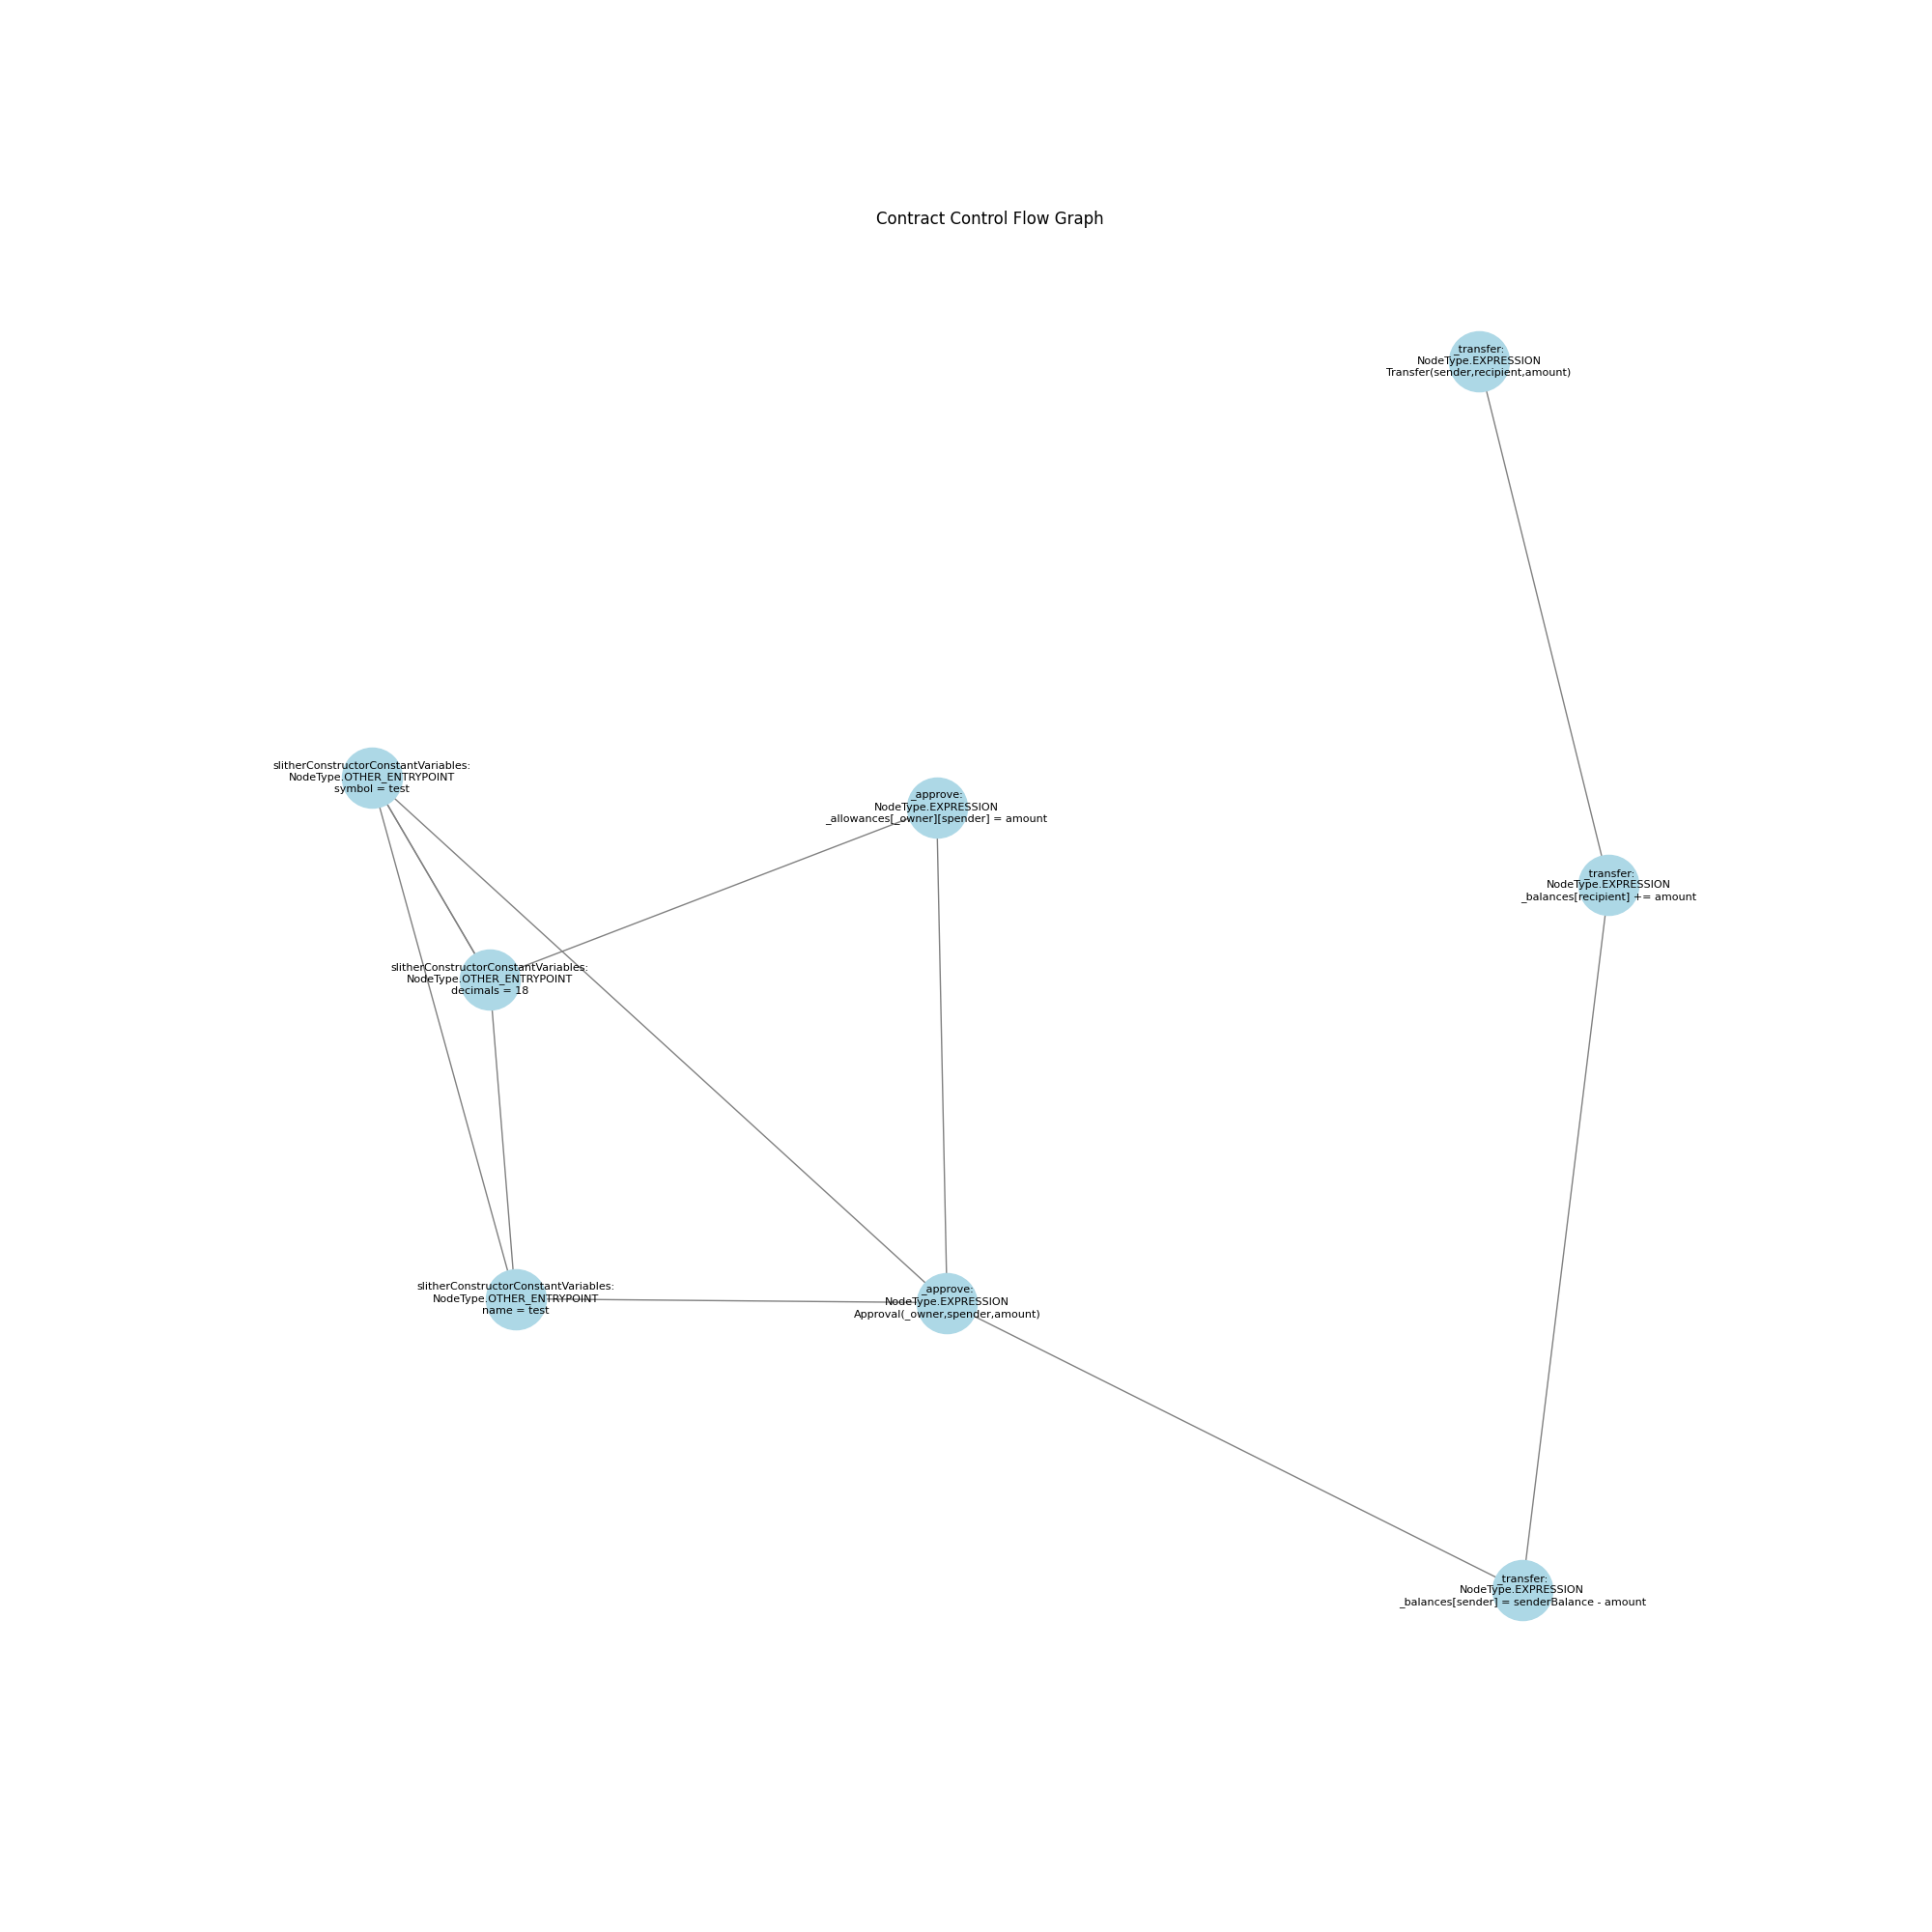 Contract Control Flow Graph
_transfer:
NodeType.EXPRESSION
Transfer(sender,recipient,amount)
slitherConstructorConstantVariables:
NodeType.OTHER_ENTRYPOINT
symbol = test
_approve:
NodeType.EXPRESSION
_allowances[_owner][spender] = amount
_transfer:
NodeType.EXPRESSION
_balances[recipient] += amount
slitherConstructorConstantVariables:
NodeType.OTHER_ENTRYPOINT
decimals = 18
slitherConstructorConstantVariables:
NodeType.OTHER_ENTRYPOINT
name = test
_approve:
NodeType.EXPRESSION
Approval(_owner,spender,amount)
_transfer:
NodeType.EXPRESSION
_balances[sender] = senderBalance - amount